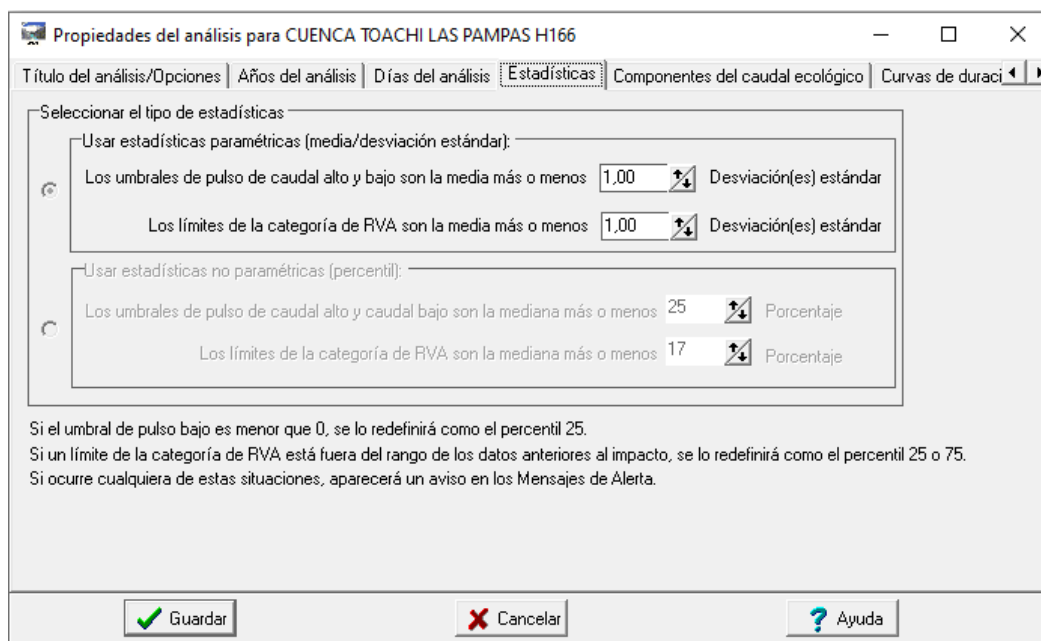 Propiedades del análisis para CUENCA TOACHI LAS PAMPAS H166
Título del análisis/Opciones Años del análisis Días del análisis Estadísticas Componentes del caudal ecológico Curvas de duraci
Seleccionar el tipo de estadísticas
Usar estadísticas paramétricas (media/desviación estándar):
Los umbrales de pulso de caudal alto y bajo son la media más o menos 1,00 Desviación(es) estándar
Los límites de la categoría de RVA son la media más o menos 1,00 Desviación(es) estándar
Usar estadísticas no paramétricas (percentil):
Los umbrales de pulso de caudal alto y caudal bajo son la mediana más o menos 25 Porcentaje
Los límites de la categoría de RVA son la mediana más o menos 17 Porcentaje
Si el umbral de pulso bajo es menor que 0, se lo redefinirá como el percentil 25.
Si un límite de la categoría de RVA está fuera del rango de los datos anteriores al impacto, se lo redefinirá como el percentil 25 o 75.
Si ocurre cualquiera de estas situaciones, aparecerá un aviso en los Mensajes de Alerta.
Guardar Cancelar Ayuda